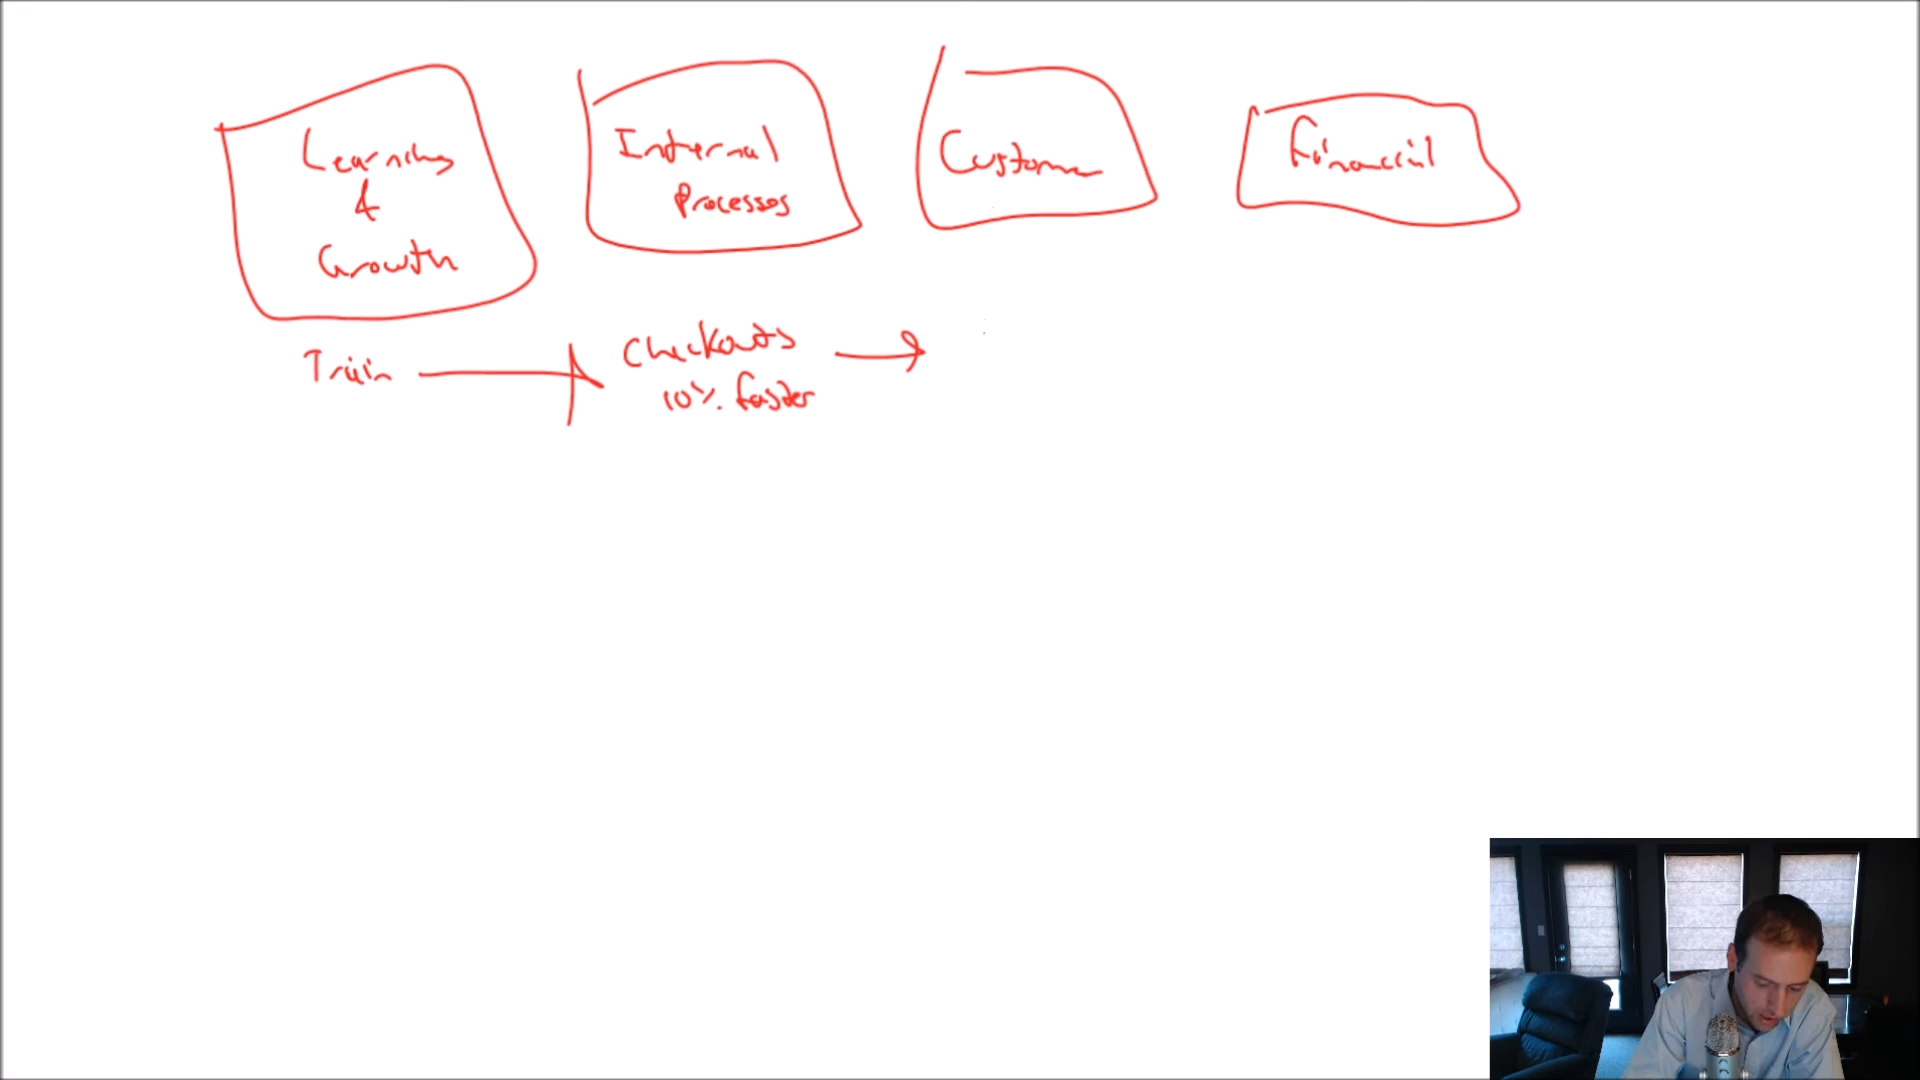 Learning
&
Growth
Internal
Processes
Customer
Financial
Train
Checkouts
10% faster